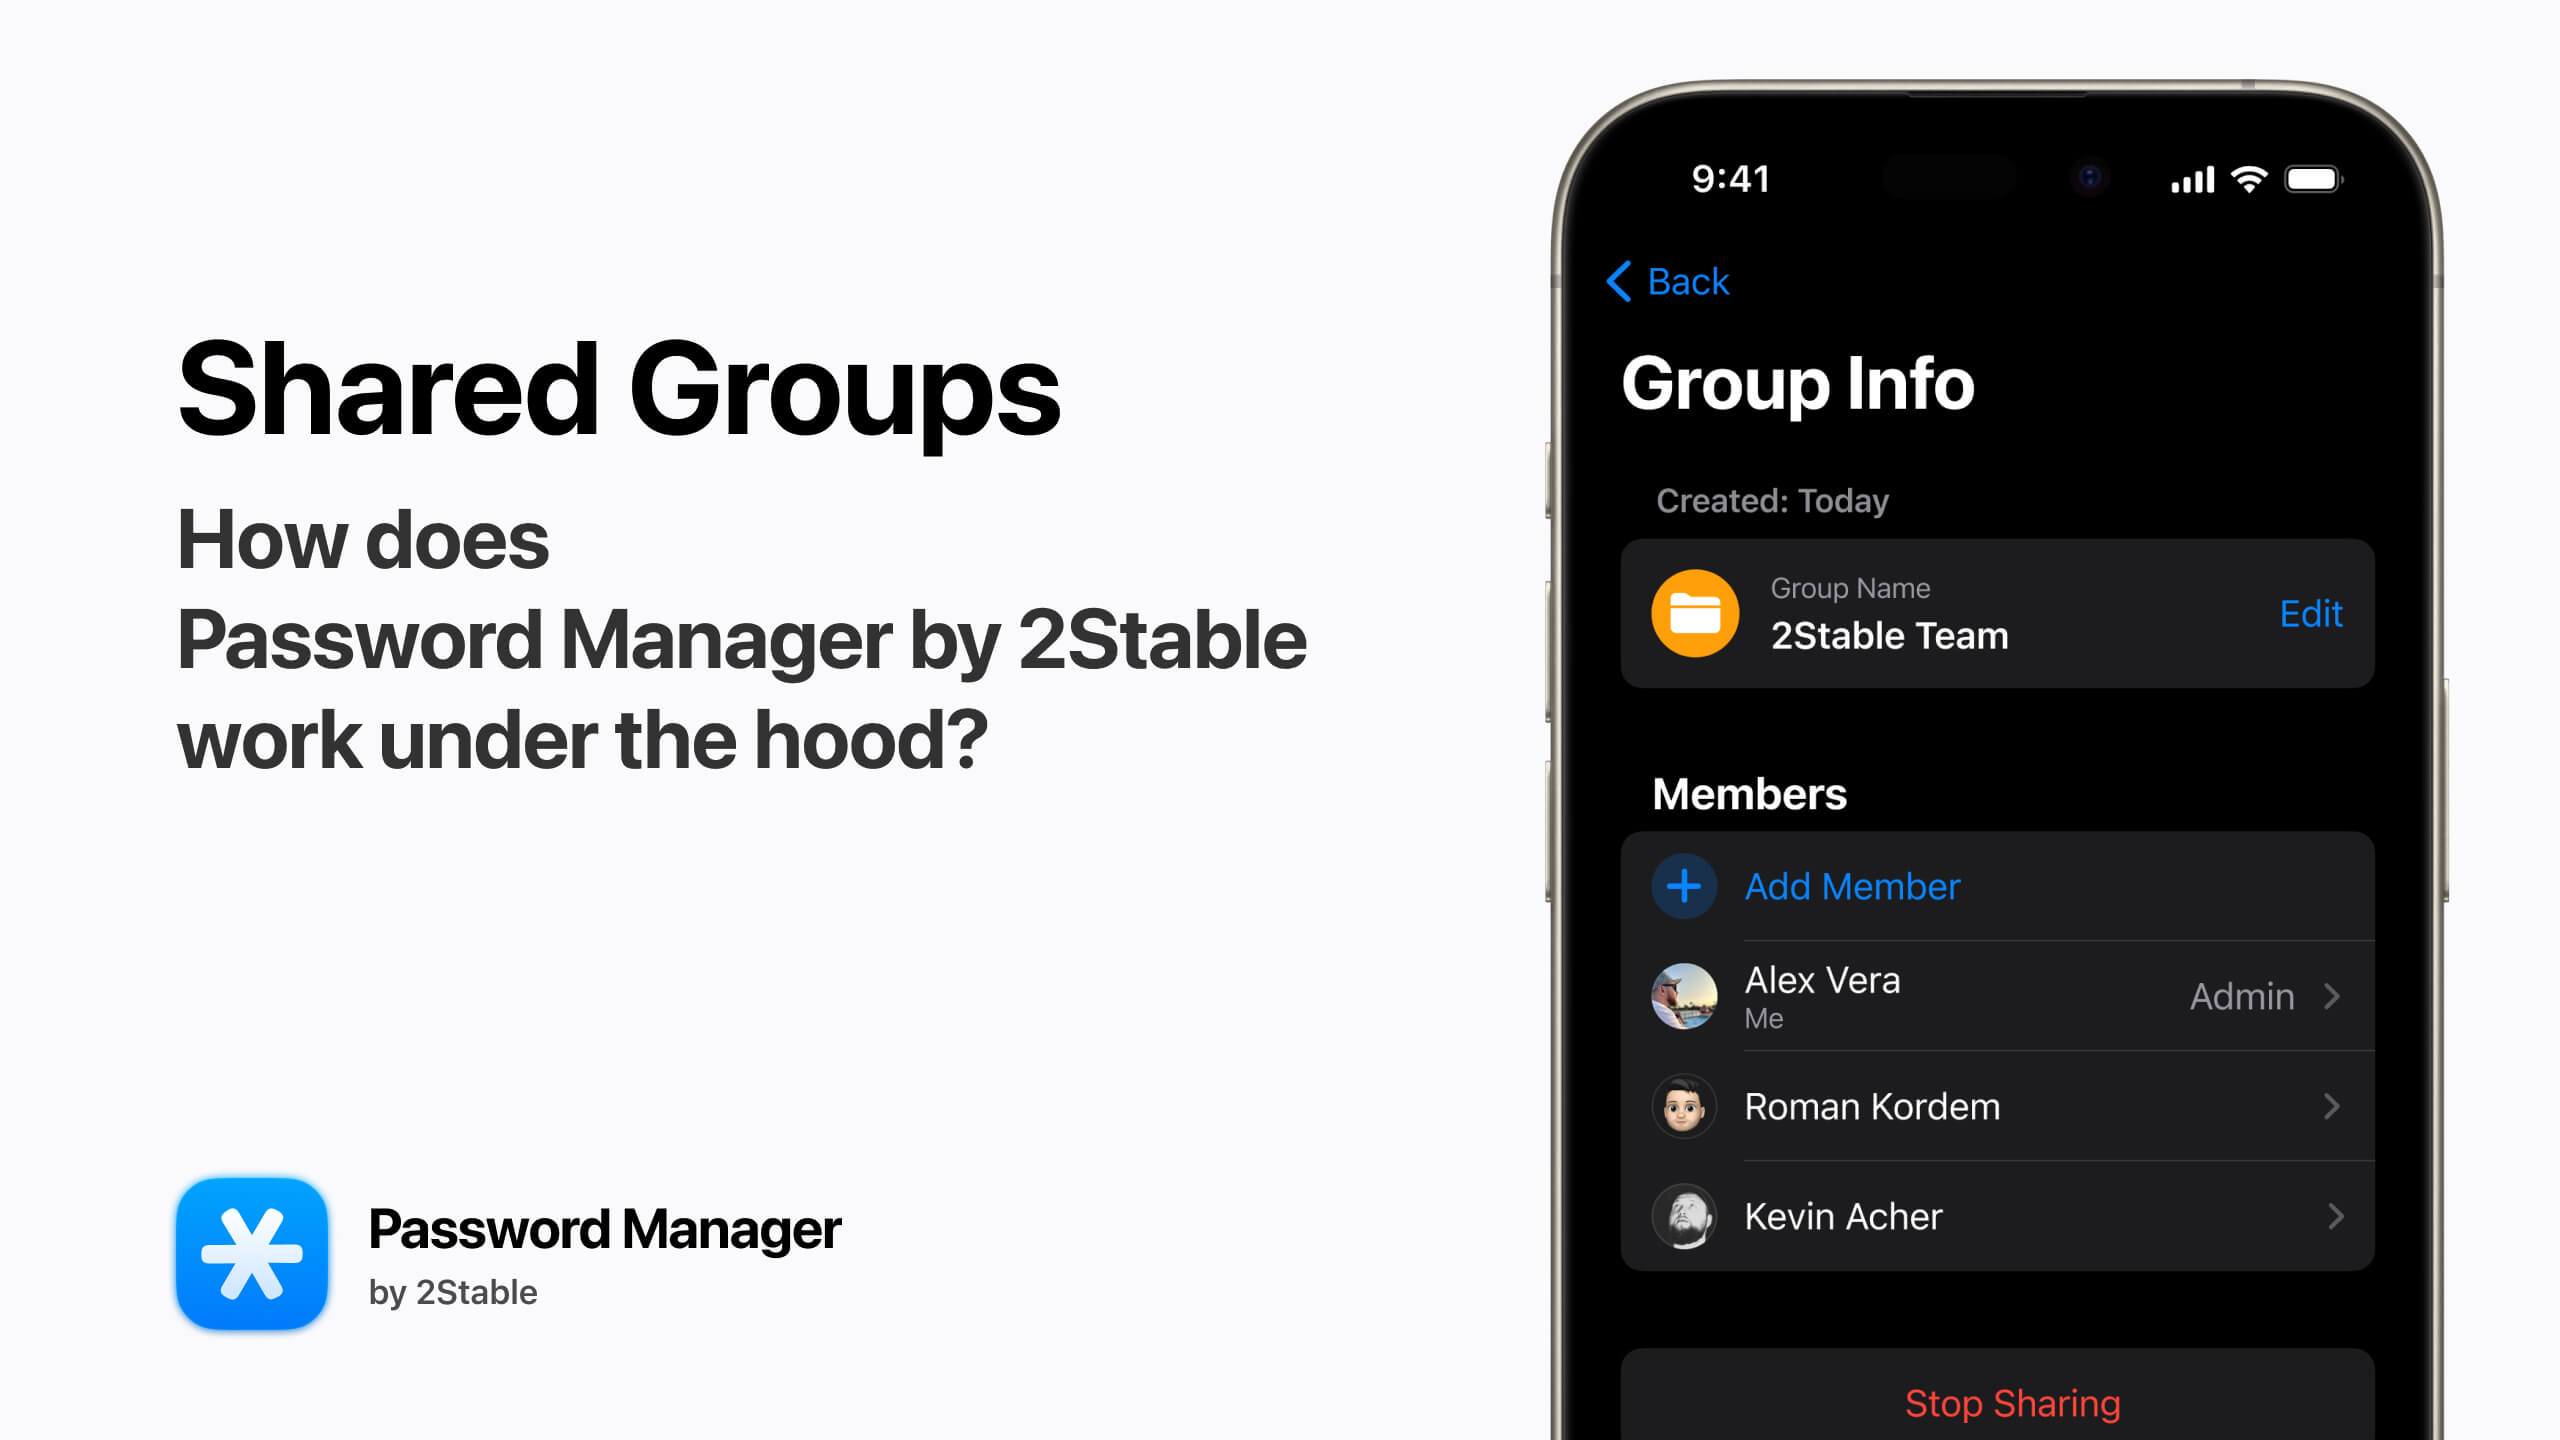 Shared Groups
How does
Password Manager by 2Stable
work under the hood?
Password Manager
by 2Stable
9:41
Back
Group Info
Created: Today
Group Name
2Stable Team
Edit
Members
Add Member
Alex Vera
Me
Admin
Roman Kordem
Kevin Acher
Stop Sharing